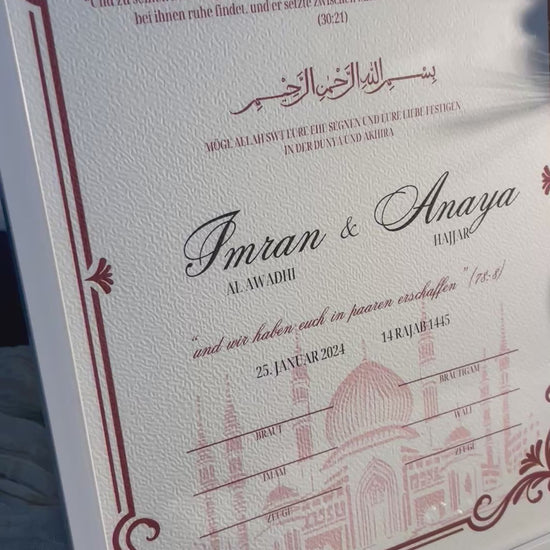 bei ihnen ruhe findet. und er setzte zwischen
(30:21)
بسم الله الرحمن الرحيم
MÖGE ALLAH SWT EURE EHE SEGNEN UND EURE LIEBE FESTIGEN
IN DER DUNYA UND AKHIRA
Imran & Anaya
AL AWADHI HAJJAR
“und wir haben euch in paaren erschaffen” (78:8)
25. JANUAR 2024 14 RAJAB 1445
BRAUT BRÄUTIGAM
IMAM WALI
ZEUGE ZEUGE